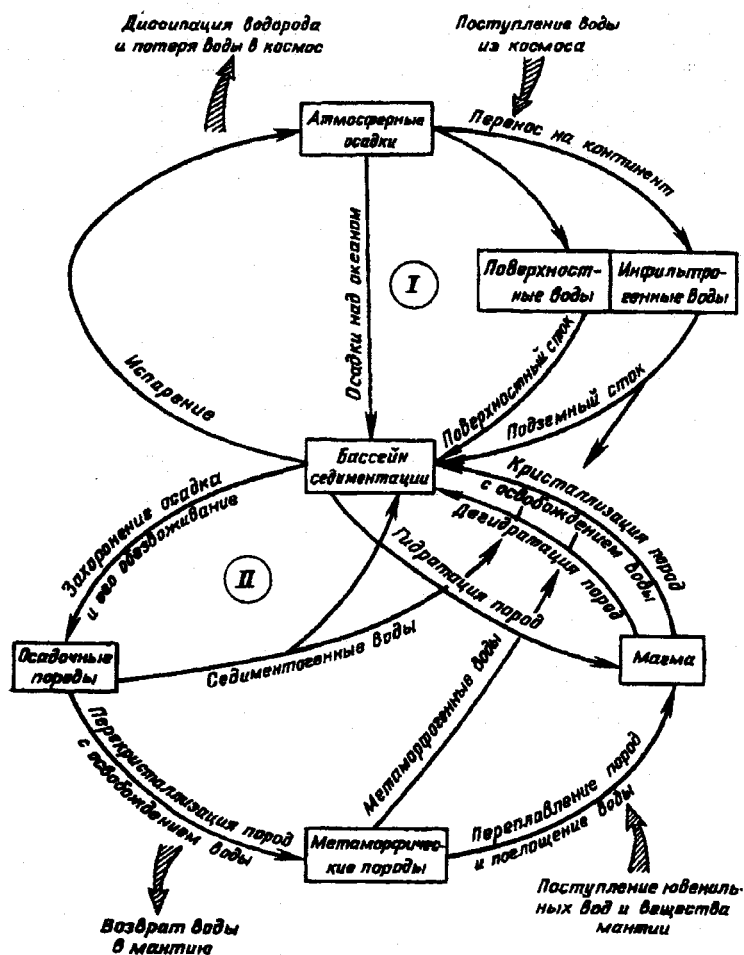 Диссипация водорода
и потеря воды в космос
Поступление воды
из космоса
Атмосферные
осадки
Перенос на континент
Осадки над океаном
I
Поверхност-
ные воды
Инфильтро-
генные воды
Испарение
Поверхностный сток
Подземный сток
Бассейн
седиментации
Кристаллизация пород
с освобождением воды
Дегидратация пород
Гидратация пород
Захоронение осадка
и его обезвоживание
II
Осадочные
породы
Седиментогенные воды
Магма
Метаморфогенные воды
Перекристаллизация пород
с освобождением воды
Метаморфичес-
кие породы
Переплавление пород
и поглощение воды
Возврат воды
в мантию
Поступление ювениль-
ных вод и вещества
мантии